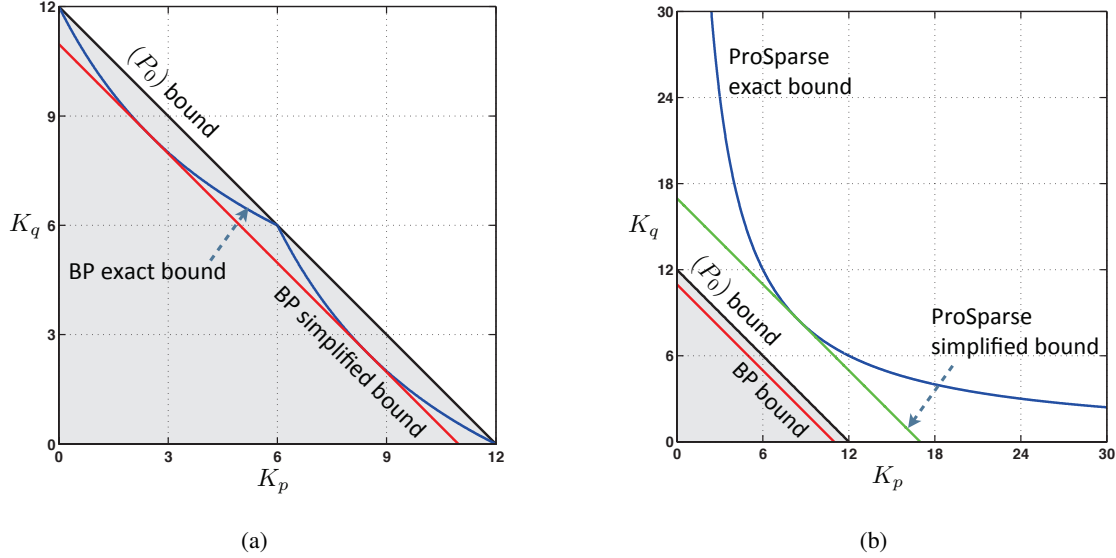 12
9
6
3
0
K_q
0
3
6
9
12
K_p
(P_0) bound
BP exact bound
BP simplified bound
(a)
30
24
18
12
6
0
K_q
0
6
12
18
24
30
K_p
ProSparse
exact bound
(P_0) bound
BP bound
ProSparse
simplified bound
(b)